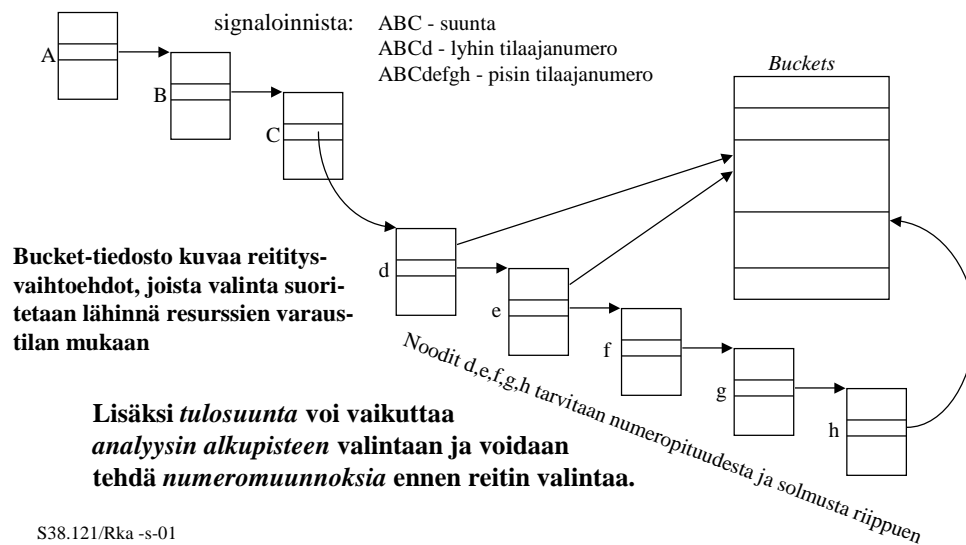 signaloinnista:
ABC - suunta
ABCd - lyhin tilaajanumero
ABCdefgh - pisin tilaajanumero
Buckets
A
B
C
d
e
f
g
h
Bucket-tiedosto kuvaa reititys-
vaihtoehdot, joista valinta suori-
tetaan lähinnä resurssien varaus-
tilan mukaan
Noodit d,e,f,g,h tarvitaan numeropituudesta ja solmusta riippuen
Lisäksi tulosuunta voi vaikuttaa
analyysin alkupisteen valintaan ja voidaan
tehdä numeromuunnoksia ennen reitin valintaa.
S38.121/Rka -s-01